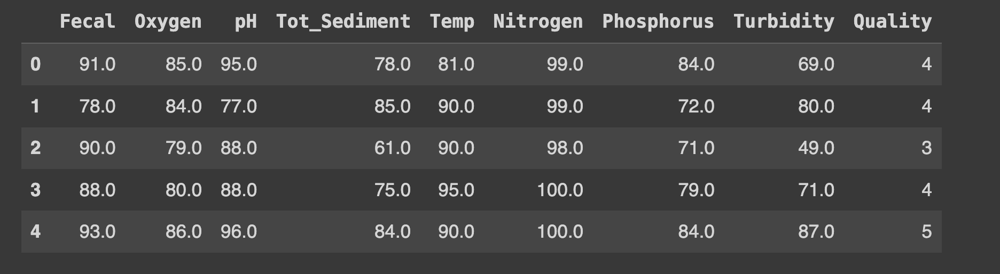 Fecal Oxygen pH Tot_Sediment Temp Nitrogen Phosphorus Turbidity Quality
0 91.0 85.0 95.0 78.0 81.0 99.0 84.0 69.0 4
1 78.0 84.0 77.0 85.0 90.0 99.0 72.0 80.0 4
2 90.0 79.0 88.0 61.0 90.0 98.0 71.0 49.0 3
3 88.0 80.0 88.0 75.0 95.0 100.0 79.0 71.0 4
4 93.0 86.0 96.0 84.0 90.0 100.0 84.0 87.0 5